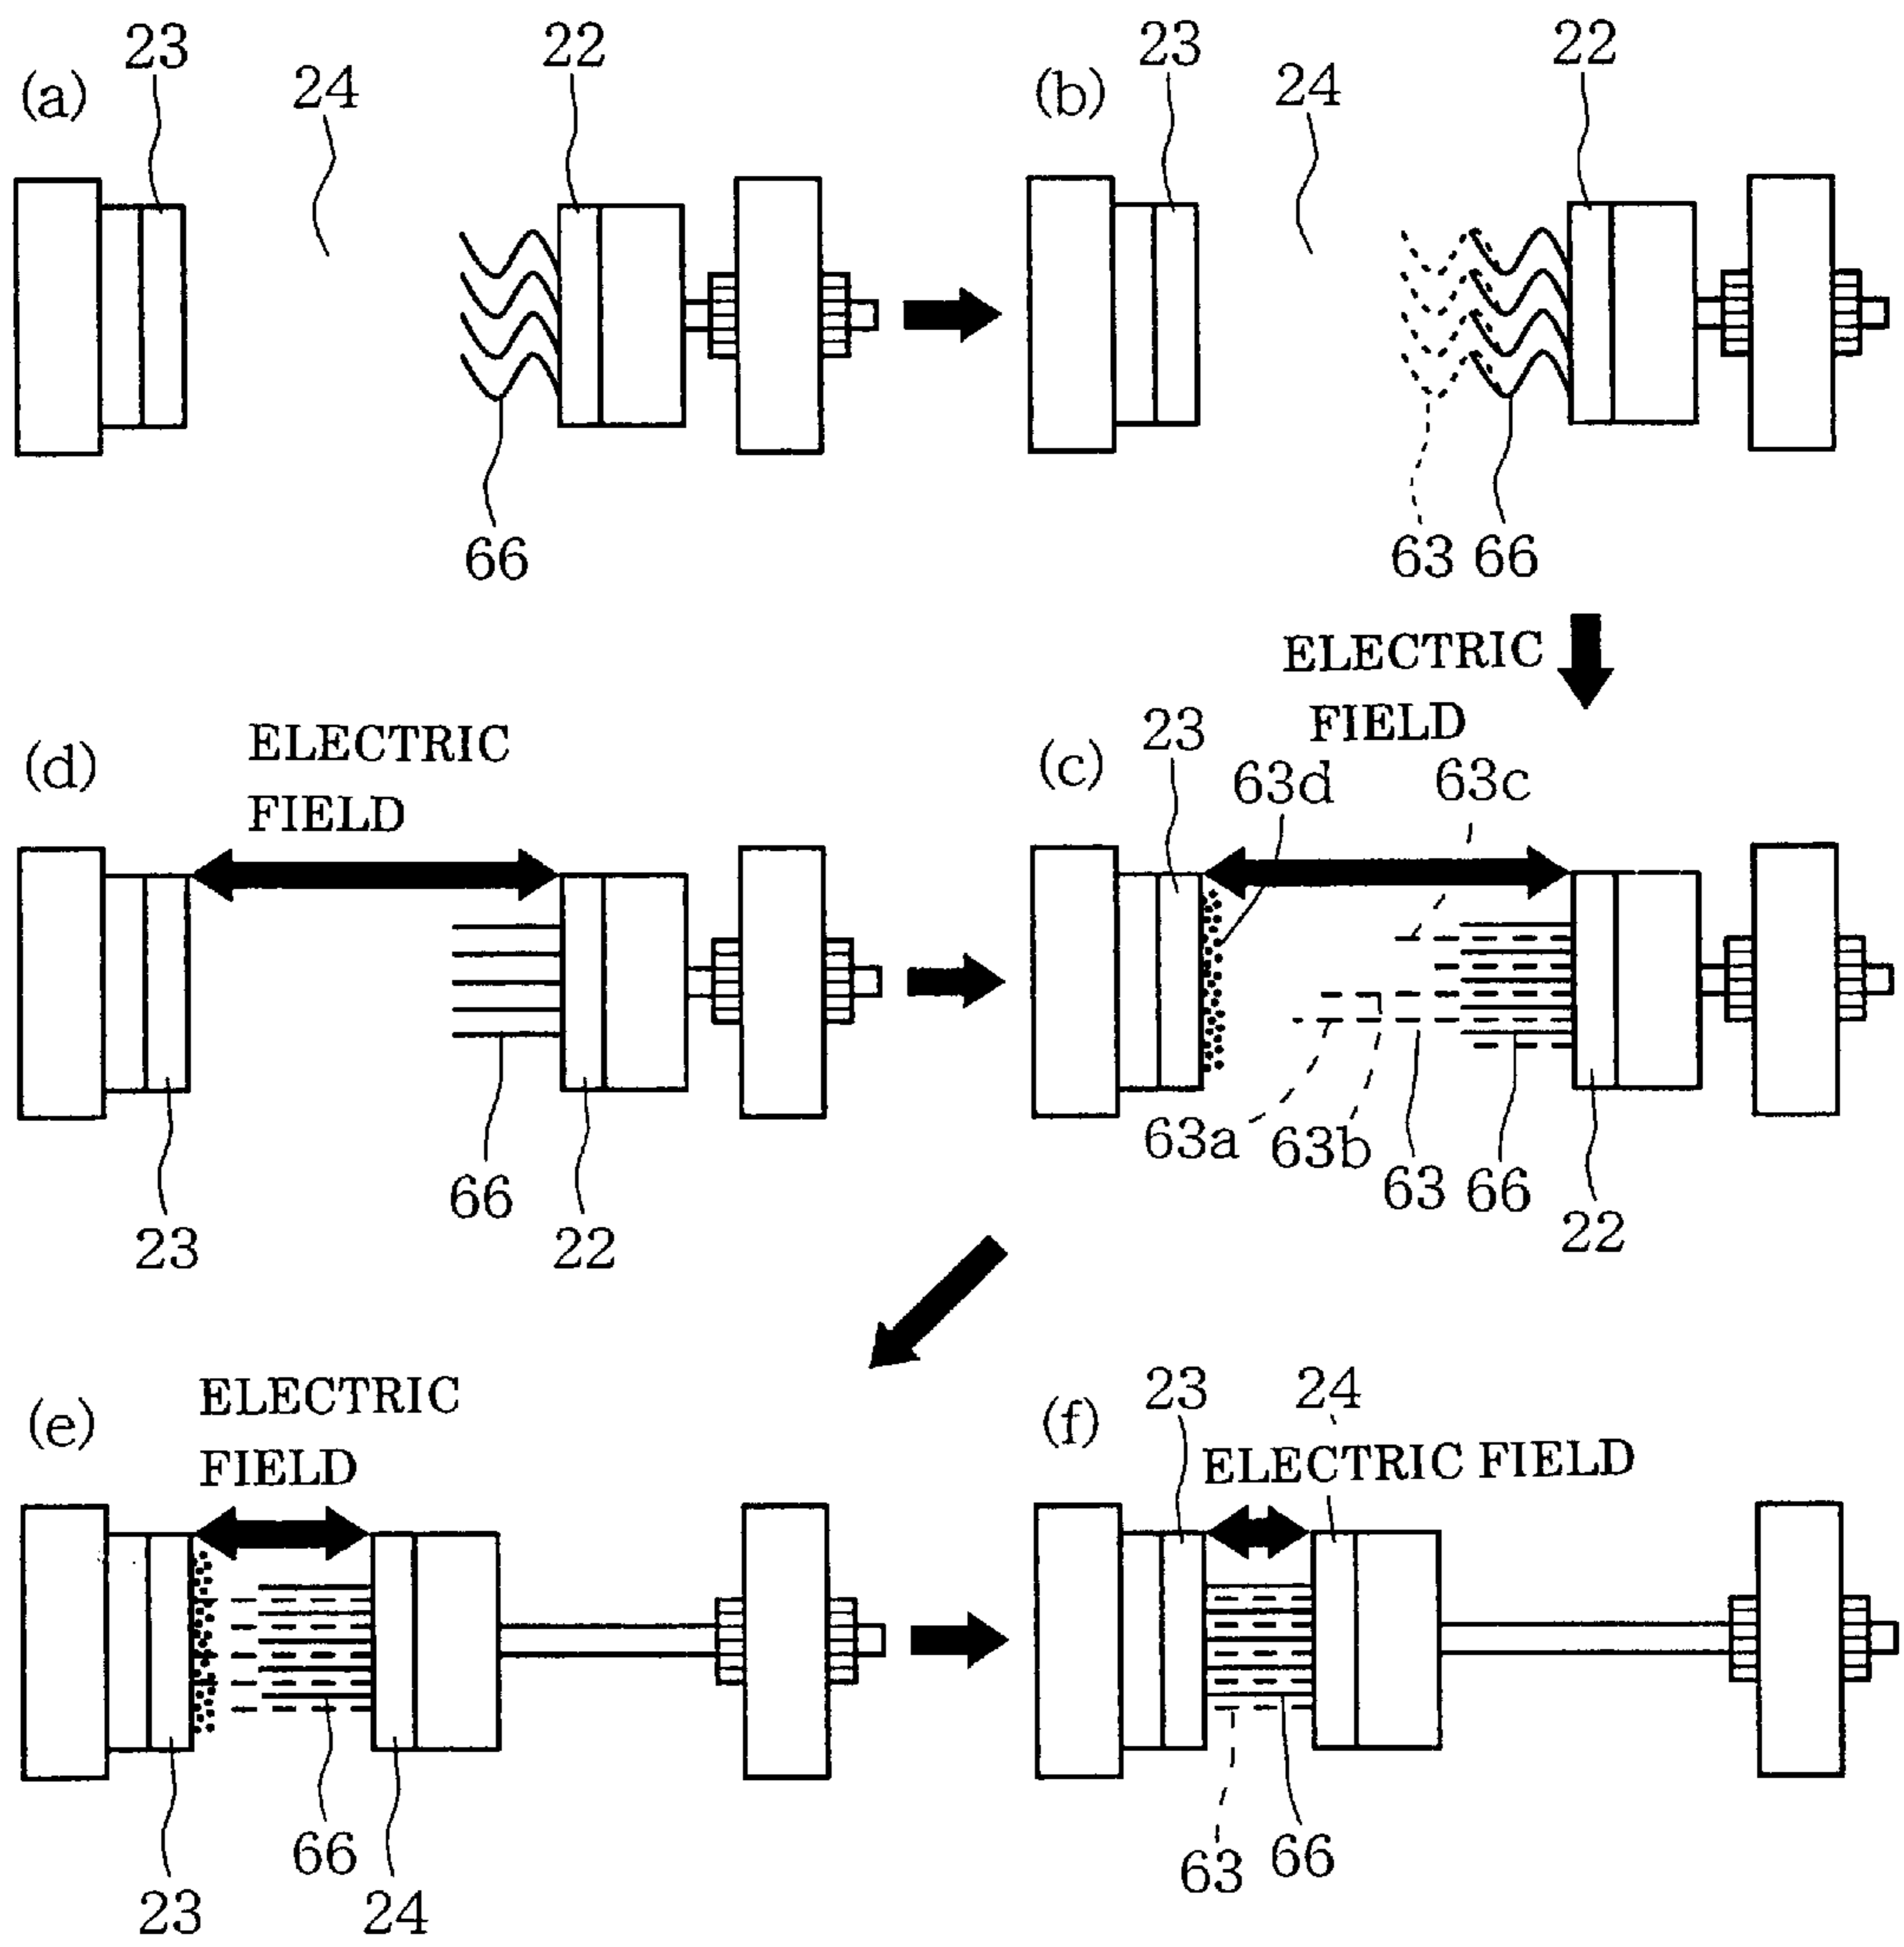 (a)
23
24
22
66
(b)
23
24
22
63
66
(d)
ELECTRIC
FIELD
66
23
22
ELECTRIC
FIELD
(c)
23
63d
63c
63a
63b
63
66
22
(e)
ELECTRIC
FIELD
66
23
24
(f)
23
24
ELECTRIC FIELD
63
66